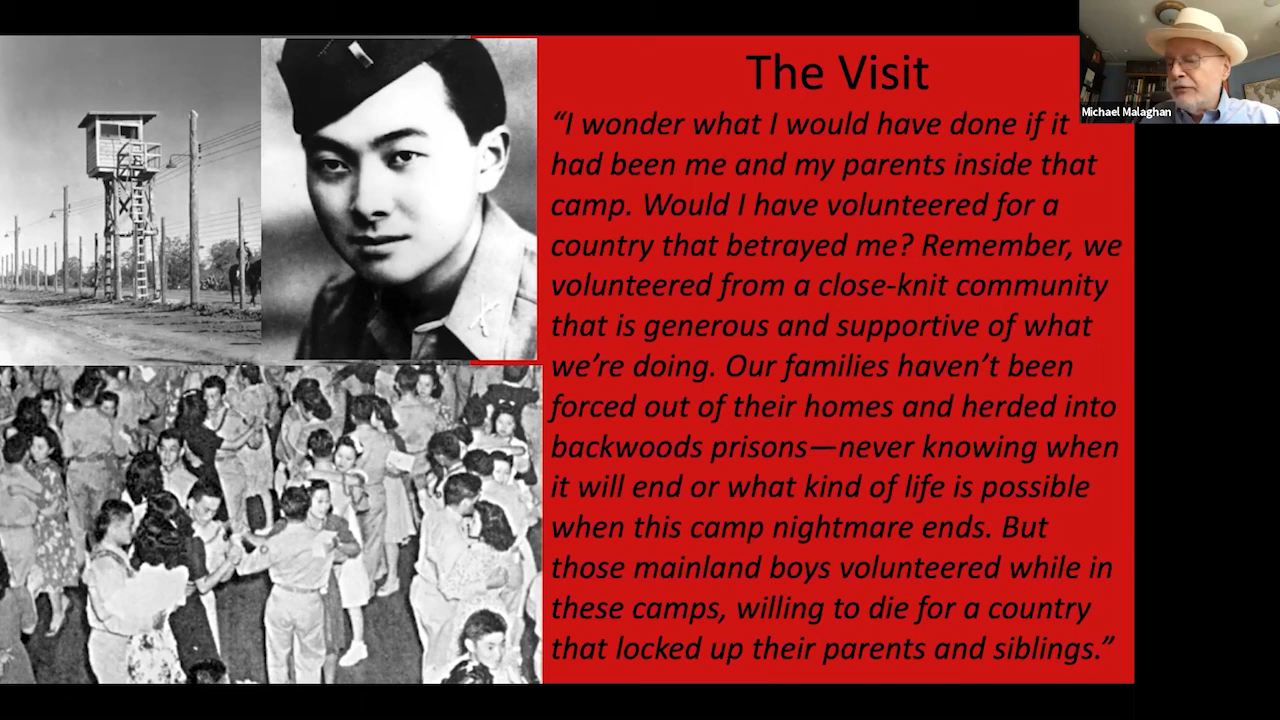 The Visit
“I wonder what I would have done if it
had been me and my parents inside that
camp. Would I have volunteered for a
country that betrayed me? Remember, we
volunteered from a close-knit community
that is generous and supportive of what
we’re doing. Our families haven’t been
forced out of their homes and herded into
backwoods prisons—never knowing when
it will end or what kind of life is possible
when this camp nightmare ends. But
those mainland boys volunteered while in
these camps, willing to die for a country
that locked up their parents and siblings.”
Michael Malaghan